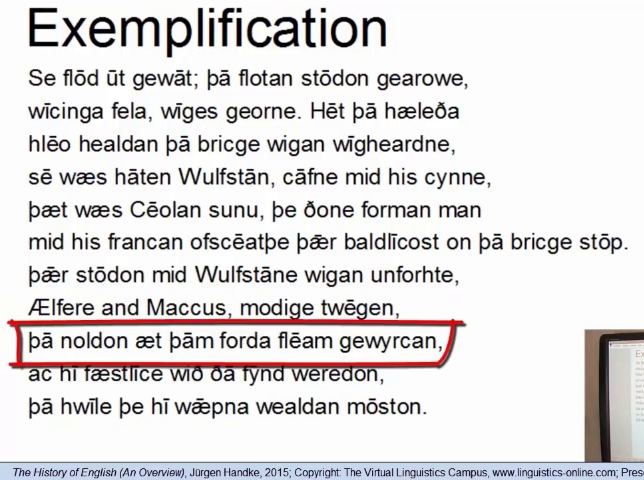 Exemplification
Se flōd ūt gewāt; þā flotan stōdon gearowe,
wīcinga fela, wīges georne. Hēt þā hæleða
hlēo healdan þā bricge wigan wīgheardne,
sē wæs hāten Wulfstān, cāfne mid his cynne,
þæt wæs Cēolan sunu, þe ðone forman man
mid his francan ofscēatþe þǣr baldlīcost on þā bricge stōp.
þǣr stōdon mid Wulfstāne wigan unforhte,
Ælfere and Maccus, modige twēgen,
þā noldon æt þām forda flēam gewyrcan,
ac hī fæstlīce wið ðā fȳnd weredon,
þā hwīle þe hī wǣpna wealdan mōston.
The History of English (An Overview), Jürgen Handke, 2015; Copyright: The Virtual Linguistics Campus, www.linguistics-online.com; Prese